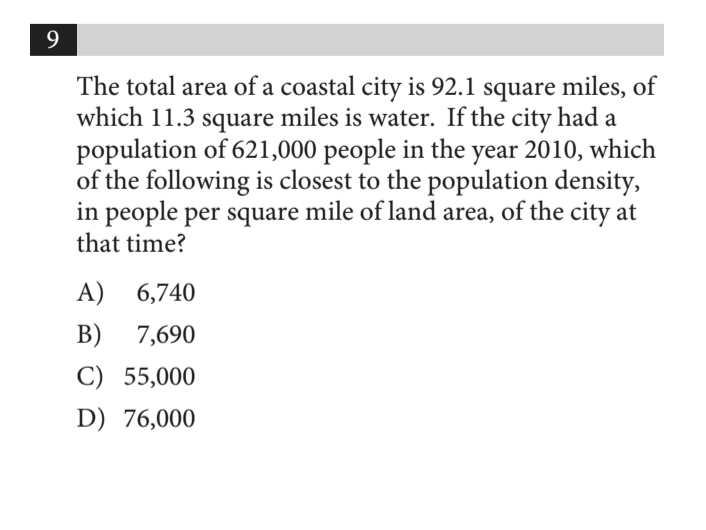 9
The total area of a coastal city is 92.1 square miles, of
which 11.3 square miles is water. If the city had a
population of 621,000 people in the year 2010, which
of the following is closest to the population density,
in people per square mile of land area, of the city at
that time?
A) 6,740
B) 7,690
C) 55,000
D) 76,000